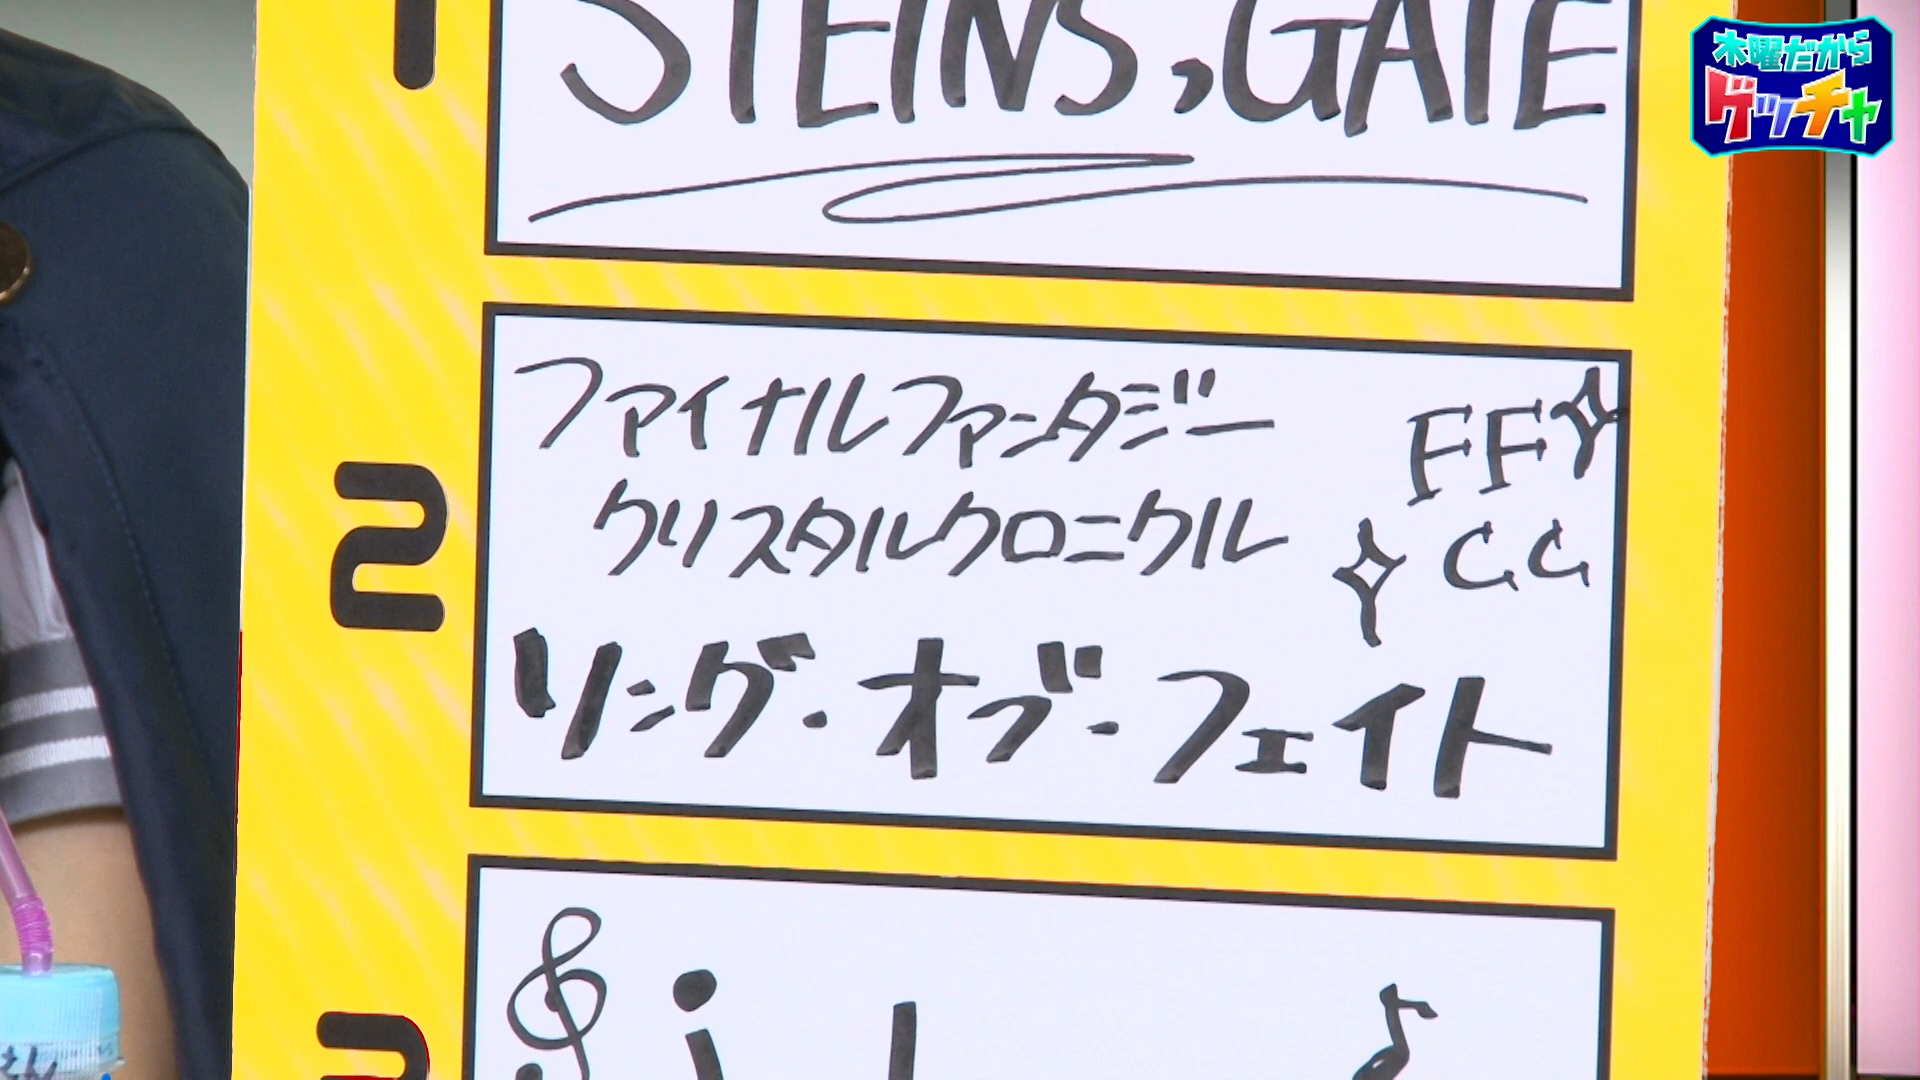 木曜だから
ゲッチャ
1
STEINS;GATE
2
ファイナルファンタジー
クリスタルクロニクル
FF
CC
リング・オブ・フェイト